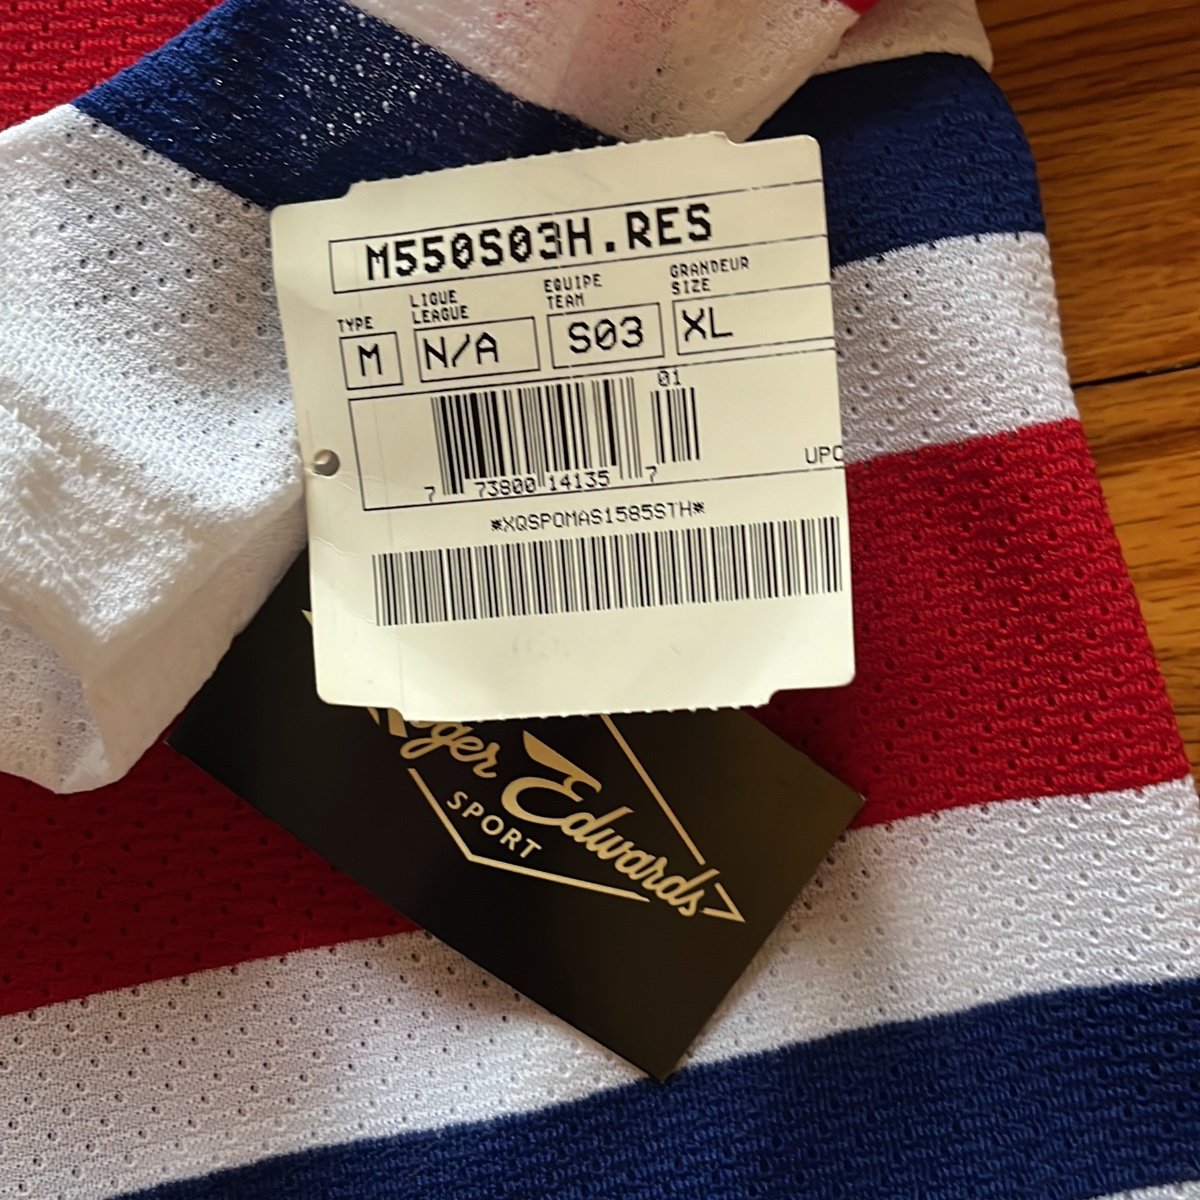 M550S03H.RES
TYPE
M
LIGUE
LEAGUE
N/A
EQUIPE
TEAM
S03
GRANDEUR
SIZE
XL
01
7 73800 14135 7
UPC
*XQSPOMAS1585STH*
Edwards
SPORT